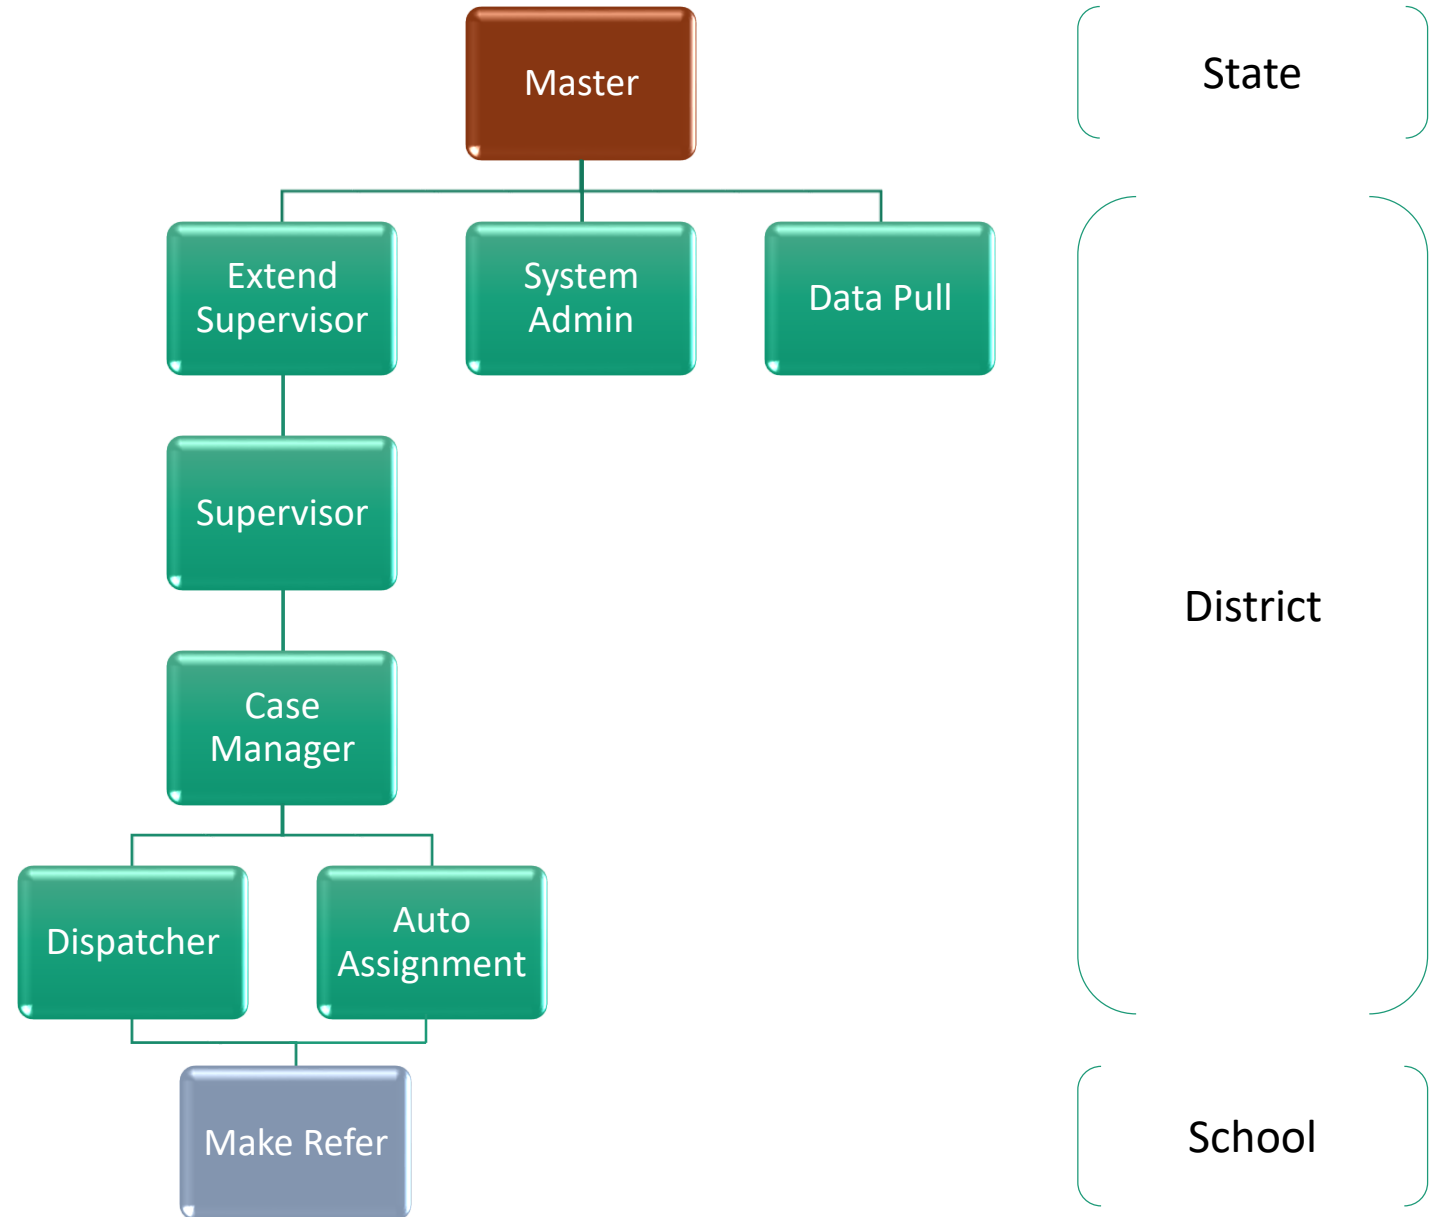 Master
State
Extend
Supervisor
System
Admin
Data Pull
Supervisor
District
Case
Manager
Dispatcher
Auto
Assignment
Make Refer
School